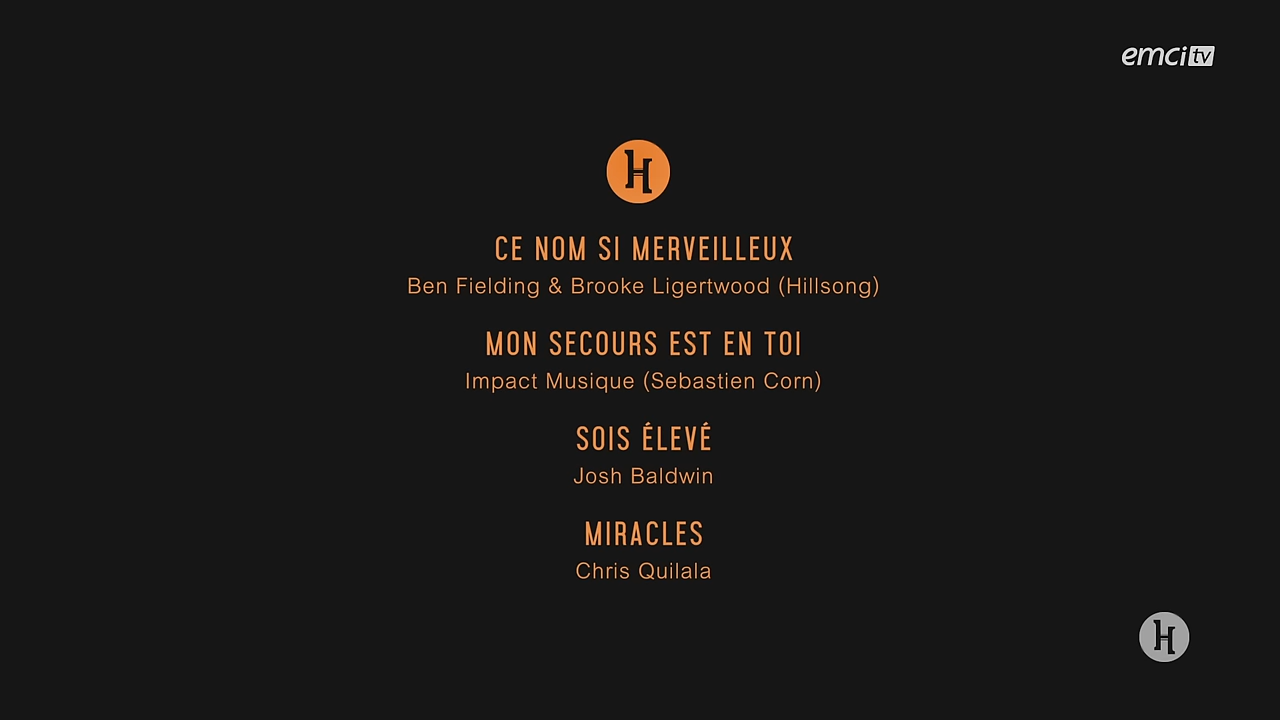 emci tv
H
CE NOM SI MERVEILLEUX
Ben Fielding & Brooke Ligertwood (Hillsong)
MON SECOURS EST EN TOI
Impact Musique (Sebastien Corn)
SOIS ÉLEVÉ
Josh Baldwin
MIRACLES
Chris Quilala
H